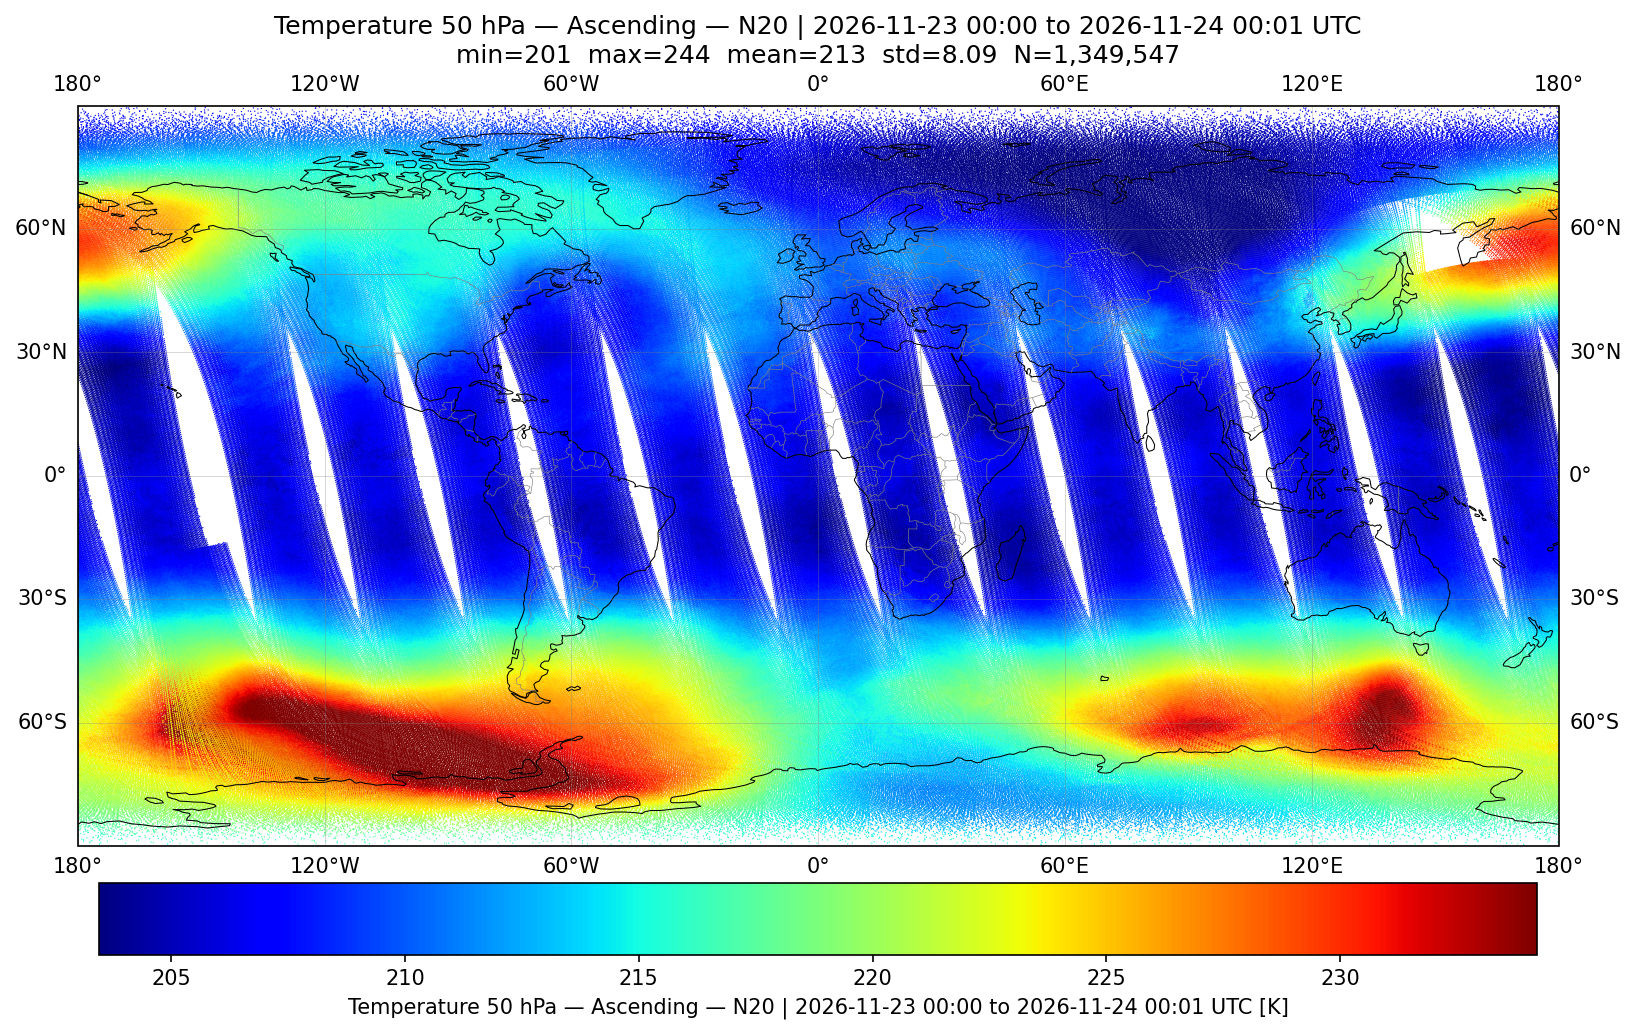 Temperature 50 hPa — Ascending — N20 | 2026-11-23 00:00 to 2026-11-24 00:01 UTC
min=201 max=244 mean=213 std=8.09 N=1,349,547
180° 120°W 60°W 0° 60°E 120°E 180°
60°N 60°N
30°N 30°N
0° 0°
30°S 30°S
60°S 60°S
180° 120°W 60°W 0° 60°E 120°E 180°
205 210 215 220 225 230
Temperature 50 hPa — Ascending — N20 | 2026-11-23 00:00 to 2026-11-24 00:01 UTC [K]